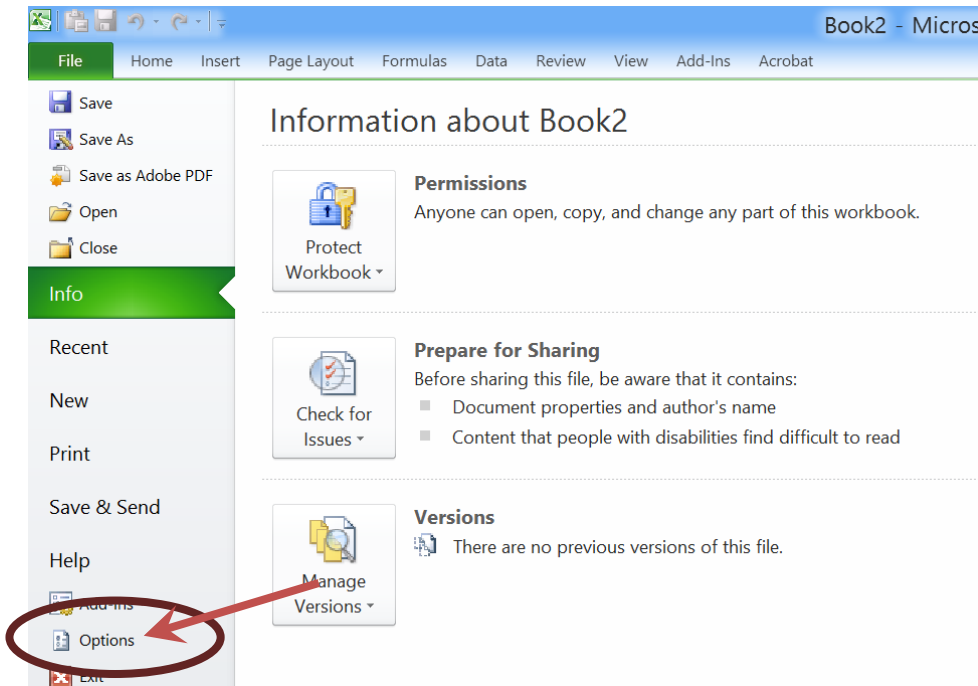 Book2 - Micros
File Home Insert Page Layout Formulas Data Review View Add-Ins Acrobat
Save
Save As
Save as Adobe PDF
Open
Close
Info
Recent
New
Print
Save & Send
Help
Add-Ins
Options
Exit
Information about Book2
Protect
Workbook
Permissions
Anyone can open, copy, and change any part of this workbook.
Check for
Issues
Prepare for Sharing
Before sharing this file, be aware that it contains:
Document properties and author's name
Content that people with disabilities find difficult to read
Manage
Versions
Versions
There are no previous versions of this file.